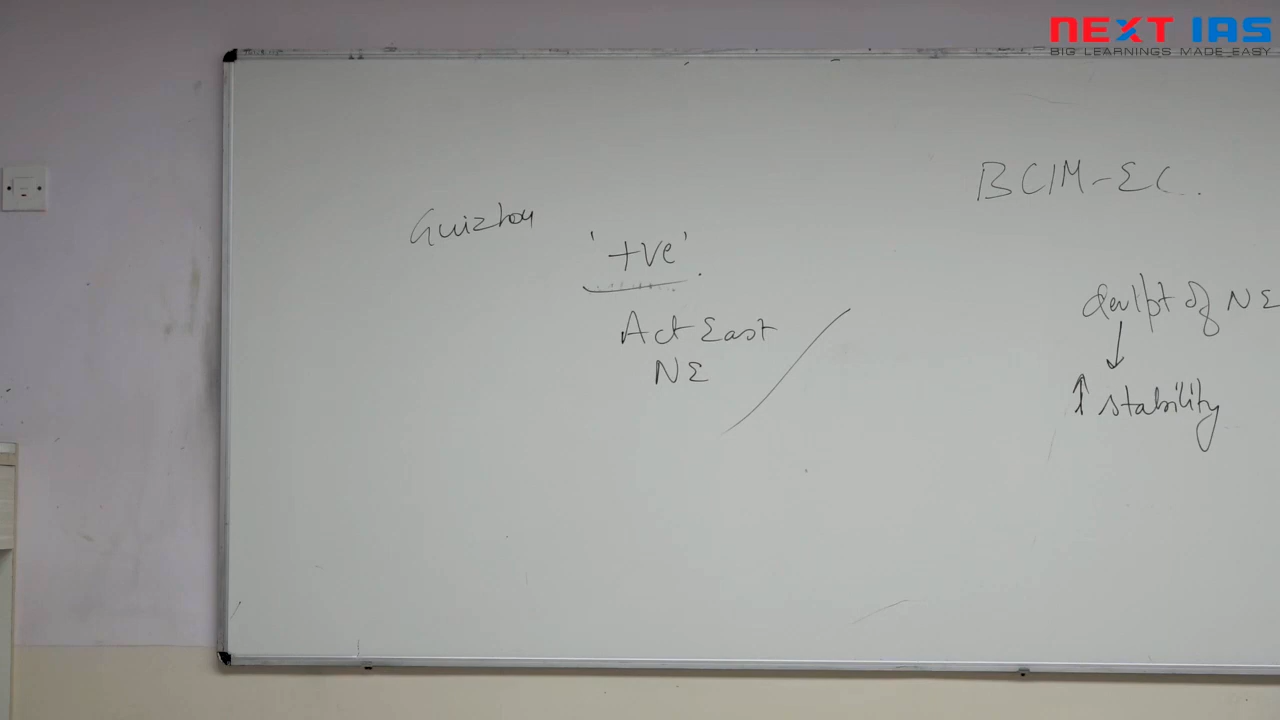 NEXT IAS
BIG LEARNINGS MADE EASY
BCIM-EC.
Guizhou
'+ve'.
Act East
NE
devlpt of NE
↓
↑ stability